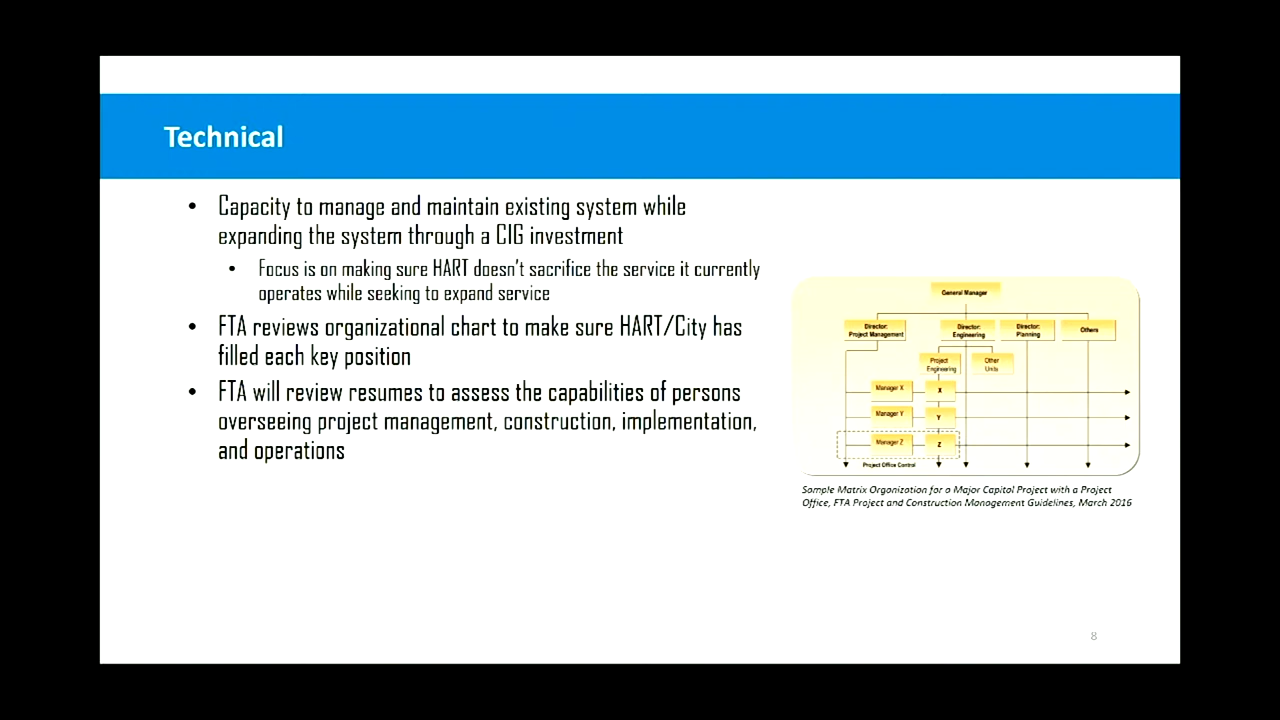 Technical
• Capacity to manage and maintain existing system while
expanding the system through a CIG investment
• Focus is on making sure HART doesn't sacrifice the service it currently
operates while seeking to expand service
• FTA reviews organizational chart to make sure HART/City has
filled each key position
• FTA will review resumes to assess the capabilities of persons
overseeing project management, construction, implementation,
and operations
General Manager
Director:
Project Management
Director:
Engineering
Director:
Planning
Others
Project
Engineering
Other
Units
Manager X
X
Manager Y
Y
Manager Z
Z
Project Office Control
Sample Matrix Organization for a Major Capitol Project with a Project
Office, FTA Project and Construction Management Guidelines, March 2016
8